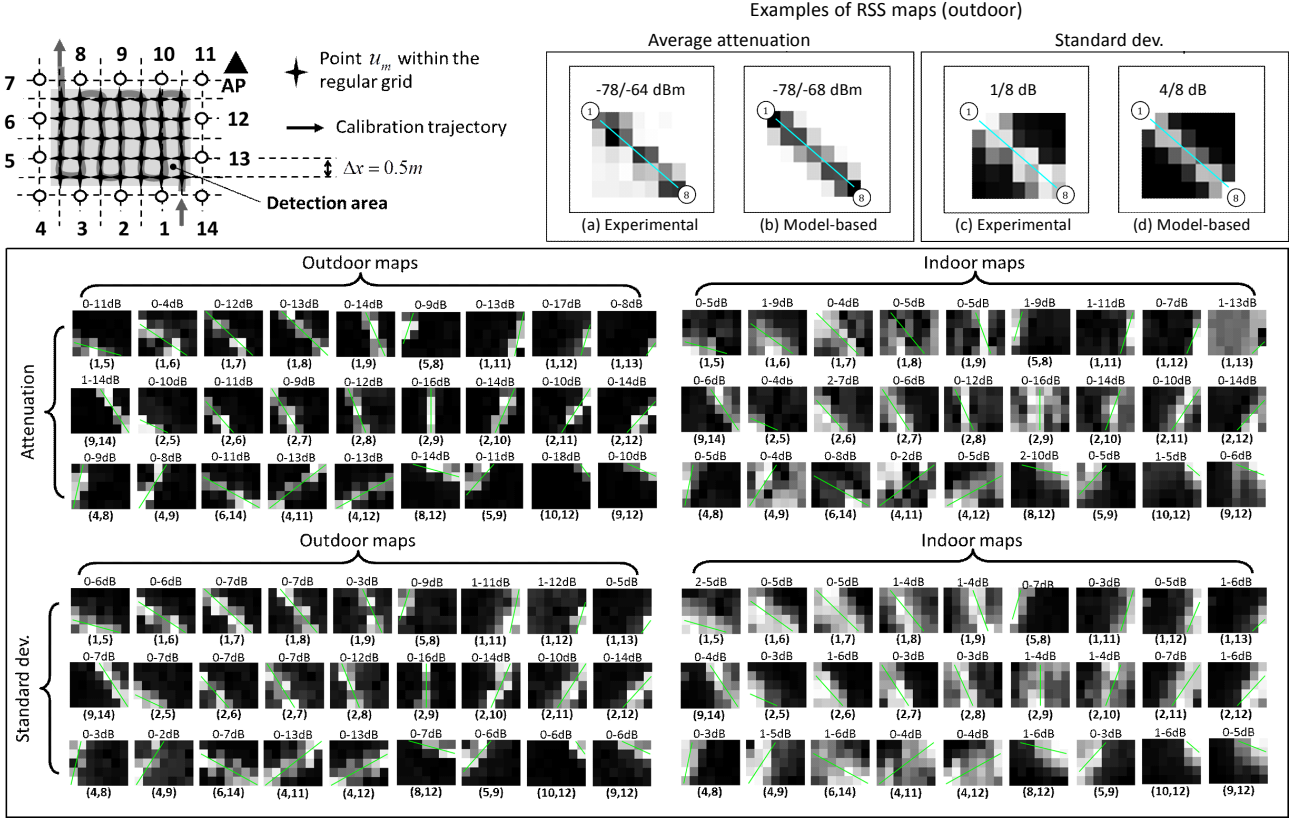 Examples of RSS maps (outdoor)
Average attenuation
Standard dev.
8 9 10 11
7
AP
6 12
5 13
4 3 2 1 14
Point u_m within the
regular grid
Calibration trajectory
Δx = 0.5m
Detection area
-78/-64 dBm
-78/-68 dBm
1/8 dB
4/8 dB
1 1 1 1
8 8 8 8
(a) Experimental
(b) Model-based
(c) Experimental
(d) Model-based
Outdoor maps
Indoor maps
Attenuation
0-11dB 0-4dB 0-12dB 0-13dB 0-14dB 0-9dB 0-13dB 0-17dB 0-8dB
(1,5) (1,6) (1,7) (1,8) (1,9) (5,8) (1,11) (1,12) (1,13)
1-14dB 0-10dB 0-11dB 0-9dB 0-12dB 0-16dB 0-14dB 0-10dB 0-14dB
(9,14) (2,5) (2,6) (2,7) (2,8) (2,9) (2,10) (2,11) (2,12)
0-9dB 0-8dB 0-11dB 0-13dB 0-13dB 0-14dB 0-11dB 0-18dB 0-10dB
(4,8) (4,9) (6,14) (4,11) (4,12) (8,12) (5,9) (10,12) (9,12)
0-5dB 1-9dB 0-4dB 0-5dB 0-5dB 1-9dB 1-11dB 0-7dB 1-13dB
(1,5) (1,6) (1,7) (1,8) (1,9) (5,8) (1,11) (1,12) (1,13)
0-6dB 0-4dB 2-7dB 0-6dB 0-12dB 0-16dB 0-14dB 0-10dB 0-14dB
(9,14) (2,5) (2,6) (2,7) (2,8) (2,9) (2,10) (2,11) (2,12)
0-5dB 0-4dB 0-8dB 0-2dB 0-5dB 2-10dB 0-5dB 1-5dB 0-6dB
(4,8) (4,9) (6,14) (4,11) (4,12) (8,12) (5,9) (10,12) (9,12)
Outdoor maps
Indoor maps
Standard dev.
0-6dB 0-6dB 0-7dB 0-7dB 0-3dB 0-9dB 1-11dB 1-12dB 0-5dB
(1,5) (1,6) (1,7) (1,8) (1,9) (5,8) (1,11) (1,12) (1,13)
0-7dB 0-7dB 0-7dB 0-7dB 0-12dB 0-16dB 0-14dB 0-10dB 0-14dB
(9,14) (2,5) (2,6) (2,7) (2,8) (2,9) (2,10) (2,11) (2,12)
0-3dB 0-2dB 0-7dB 0-13dB 0-13dB 0-7dB 0-6dB 0-6dB 0-6dB
(4,8) (4,9) (6,14) (4,11) (4,12) (8,12) (5,9) (10,12) (9,12)
2-5dB 0-5dB 0-5dB 1-4dB 1-4dB 0-7dB 0-3dB 0-5dB 1-6dB
(1,5) (1,6) (1,7) (1,8) (1,9) (5,8) (1,11) (1,12) (1,13)
0-4dB 0-3dB 1-6dB 0-3dB 0-3dB 1-4dB 1-4dB 0-7dB 1-6dB
(9,14) (2,5) (2,6) (2,7) (2,8) (2,9) (2,10) (2,11) (2,12)
0-3dB 1-5dB 1-6dB 0-4dB 0-4dB 1-6dB 0-3dB 1-6dB 0-5dB
(4,8) (4,9) (6,14) (4,11) (4,12) (8,12) (5,9) (10,12) (9,12)